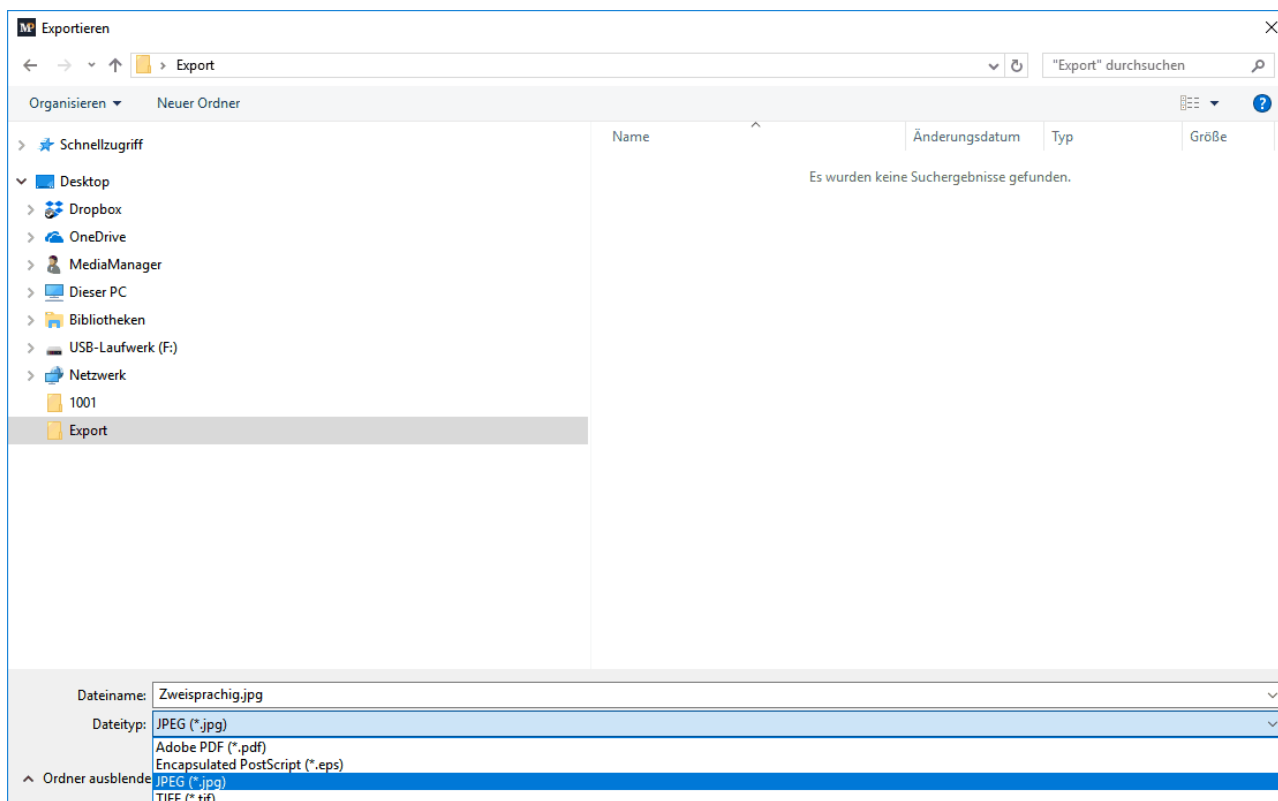 MP Exportieren
Export
"Export" durchsuchen
Organisieren
Neuer Ordner
?
Name
Änderungsdatum
Typ
Größe
Es wurden keine Suchergebnisse gefunden.
Schnellzugriff
Desktop
Dropbox
OneDrive
MediaManager
Dieser PC
Bibliotheken
USB-Laufwerk (F:)
Netzwerk
1001
Export
Dateiname: Zweisprachig.jpg
Dateityp: JPEG (*.jpg)
Adobe PDF (*.pdf)
Encapsulated PostScript (*.eps)
Ordner ausblende
JPEG (*.jpg)
TIFF (*.tif)